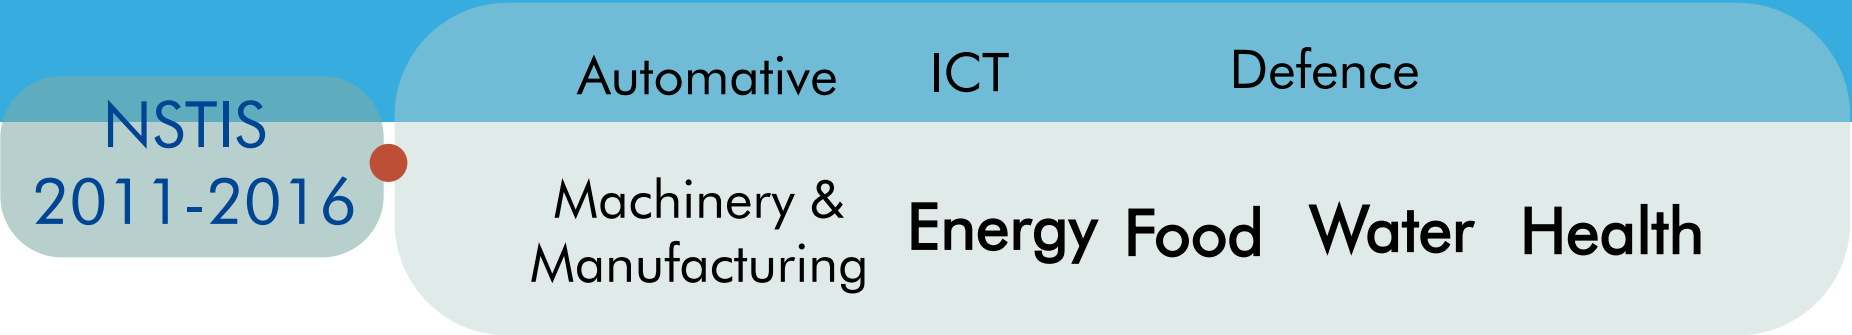 NSTIS
2011-2016
Automative ICT Defence
Machinery &
Manufacturing
Energy Food Water Health